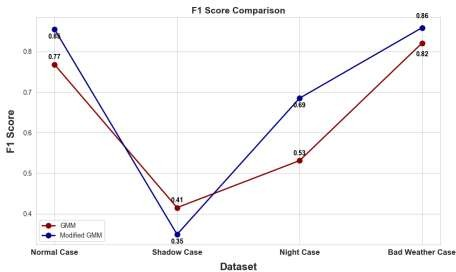 F1 Score Comparison
0.86
0.85
0.8
0.82
0.77
0.7
0.69
F1 Score
0.6
0.53
0.5
0.41
0.4
0.35
GMM
Modified GMM
Normal Case
Shadow Case
Night Case
Bad Weather Case
Dataset